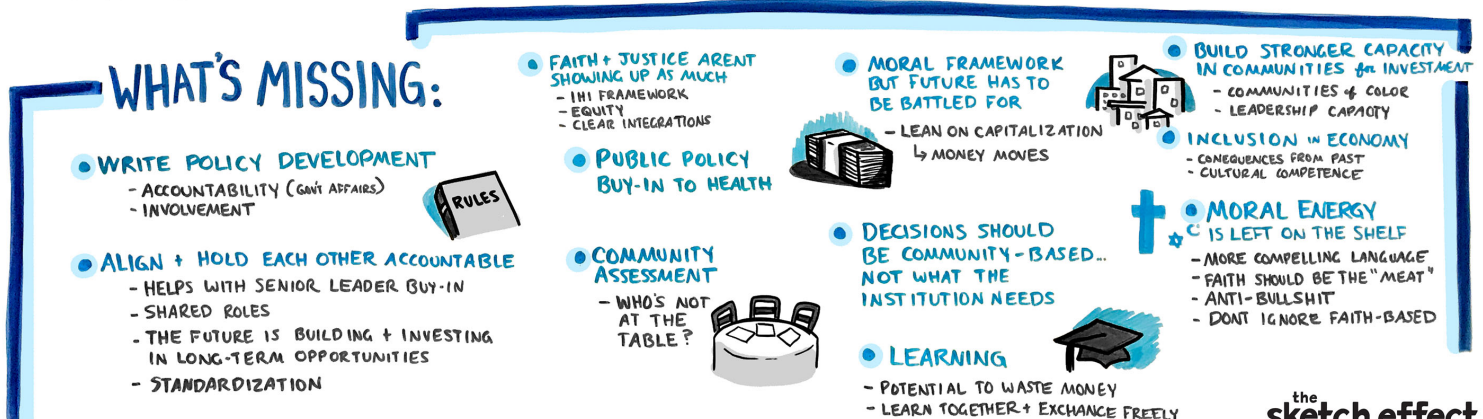 WHAT'S MISSING:
WRITE POLICY DEVELOPMENT
- ACCOUNTABILITY (GOV'T AFFAIRS)
- INVOLVEMENT
RULES
ALIGN + HOLD EACH OTHER ACCOUNTABLE
- HELPS WITH SENIOR LEADER BUY-IN
- SHARED ROLES
- THE FUTURE IS BUILDING + INVESTING
IN LONG-TERM OPPORTUNITIES
- STANDARDIZATION
FAITH + JUSTICE ARENT
SHOWING UP AS MUCH
- IHI FRAMEWORK
- EQUITY
- CLEAR INTEGRATIONS
PUBLIC POLICY
BUY-IN TO HEALTH
COMMUNITY
ASSESSMENT
- WHO'S NOT
AT THE
TABLE?
MORAL FRAMEWORK
BUT FUTURE HAS TO
BE BATTLED FOR
- LEAN ON CAPITALIZATION
↳ MONEY MOVES
DECISIONS SHOULD
BE COMMUNITY-BASED...
NOT WHAT THE
INSTITUTION NEEDS
LEARNING
- POTENTIAL TO WASTE MONEY
- LEARN TOGETHER + EXCHANGE FREELY
BUILD STRONGER CAPACITY
IN COMMUNITIES for INVESTMENT
- COMMUNITIES of COLOR
- LEADERSHIP CAPACITY
INCLUSION IN ECONOMY
- CONEQUENCES FROM PAST
- CULTURAL COMPETENCE
MORAL ENERGY
IS LEFT ON THE SHELF
- MORE COMPELLING LANGUAGE
- FAITH SHOULD BE THE "MEAT"
- ANTI-BULLSHIT
- DONT IGNORE FAITH-BASED
the
sketch effect